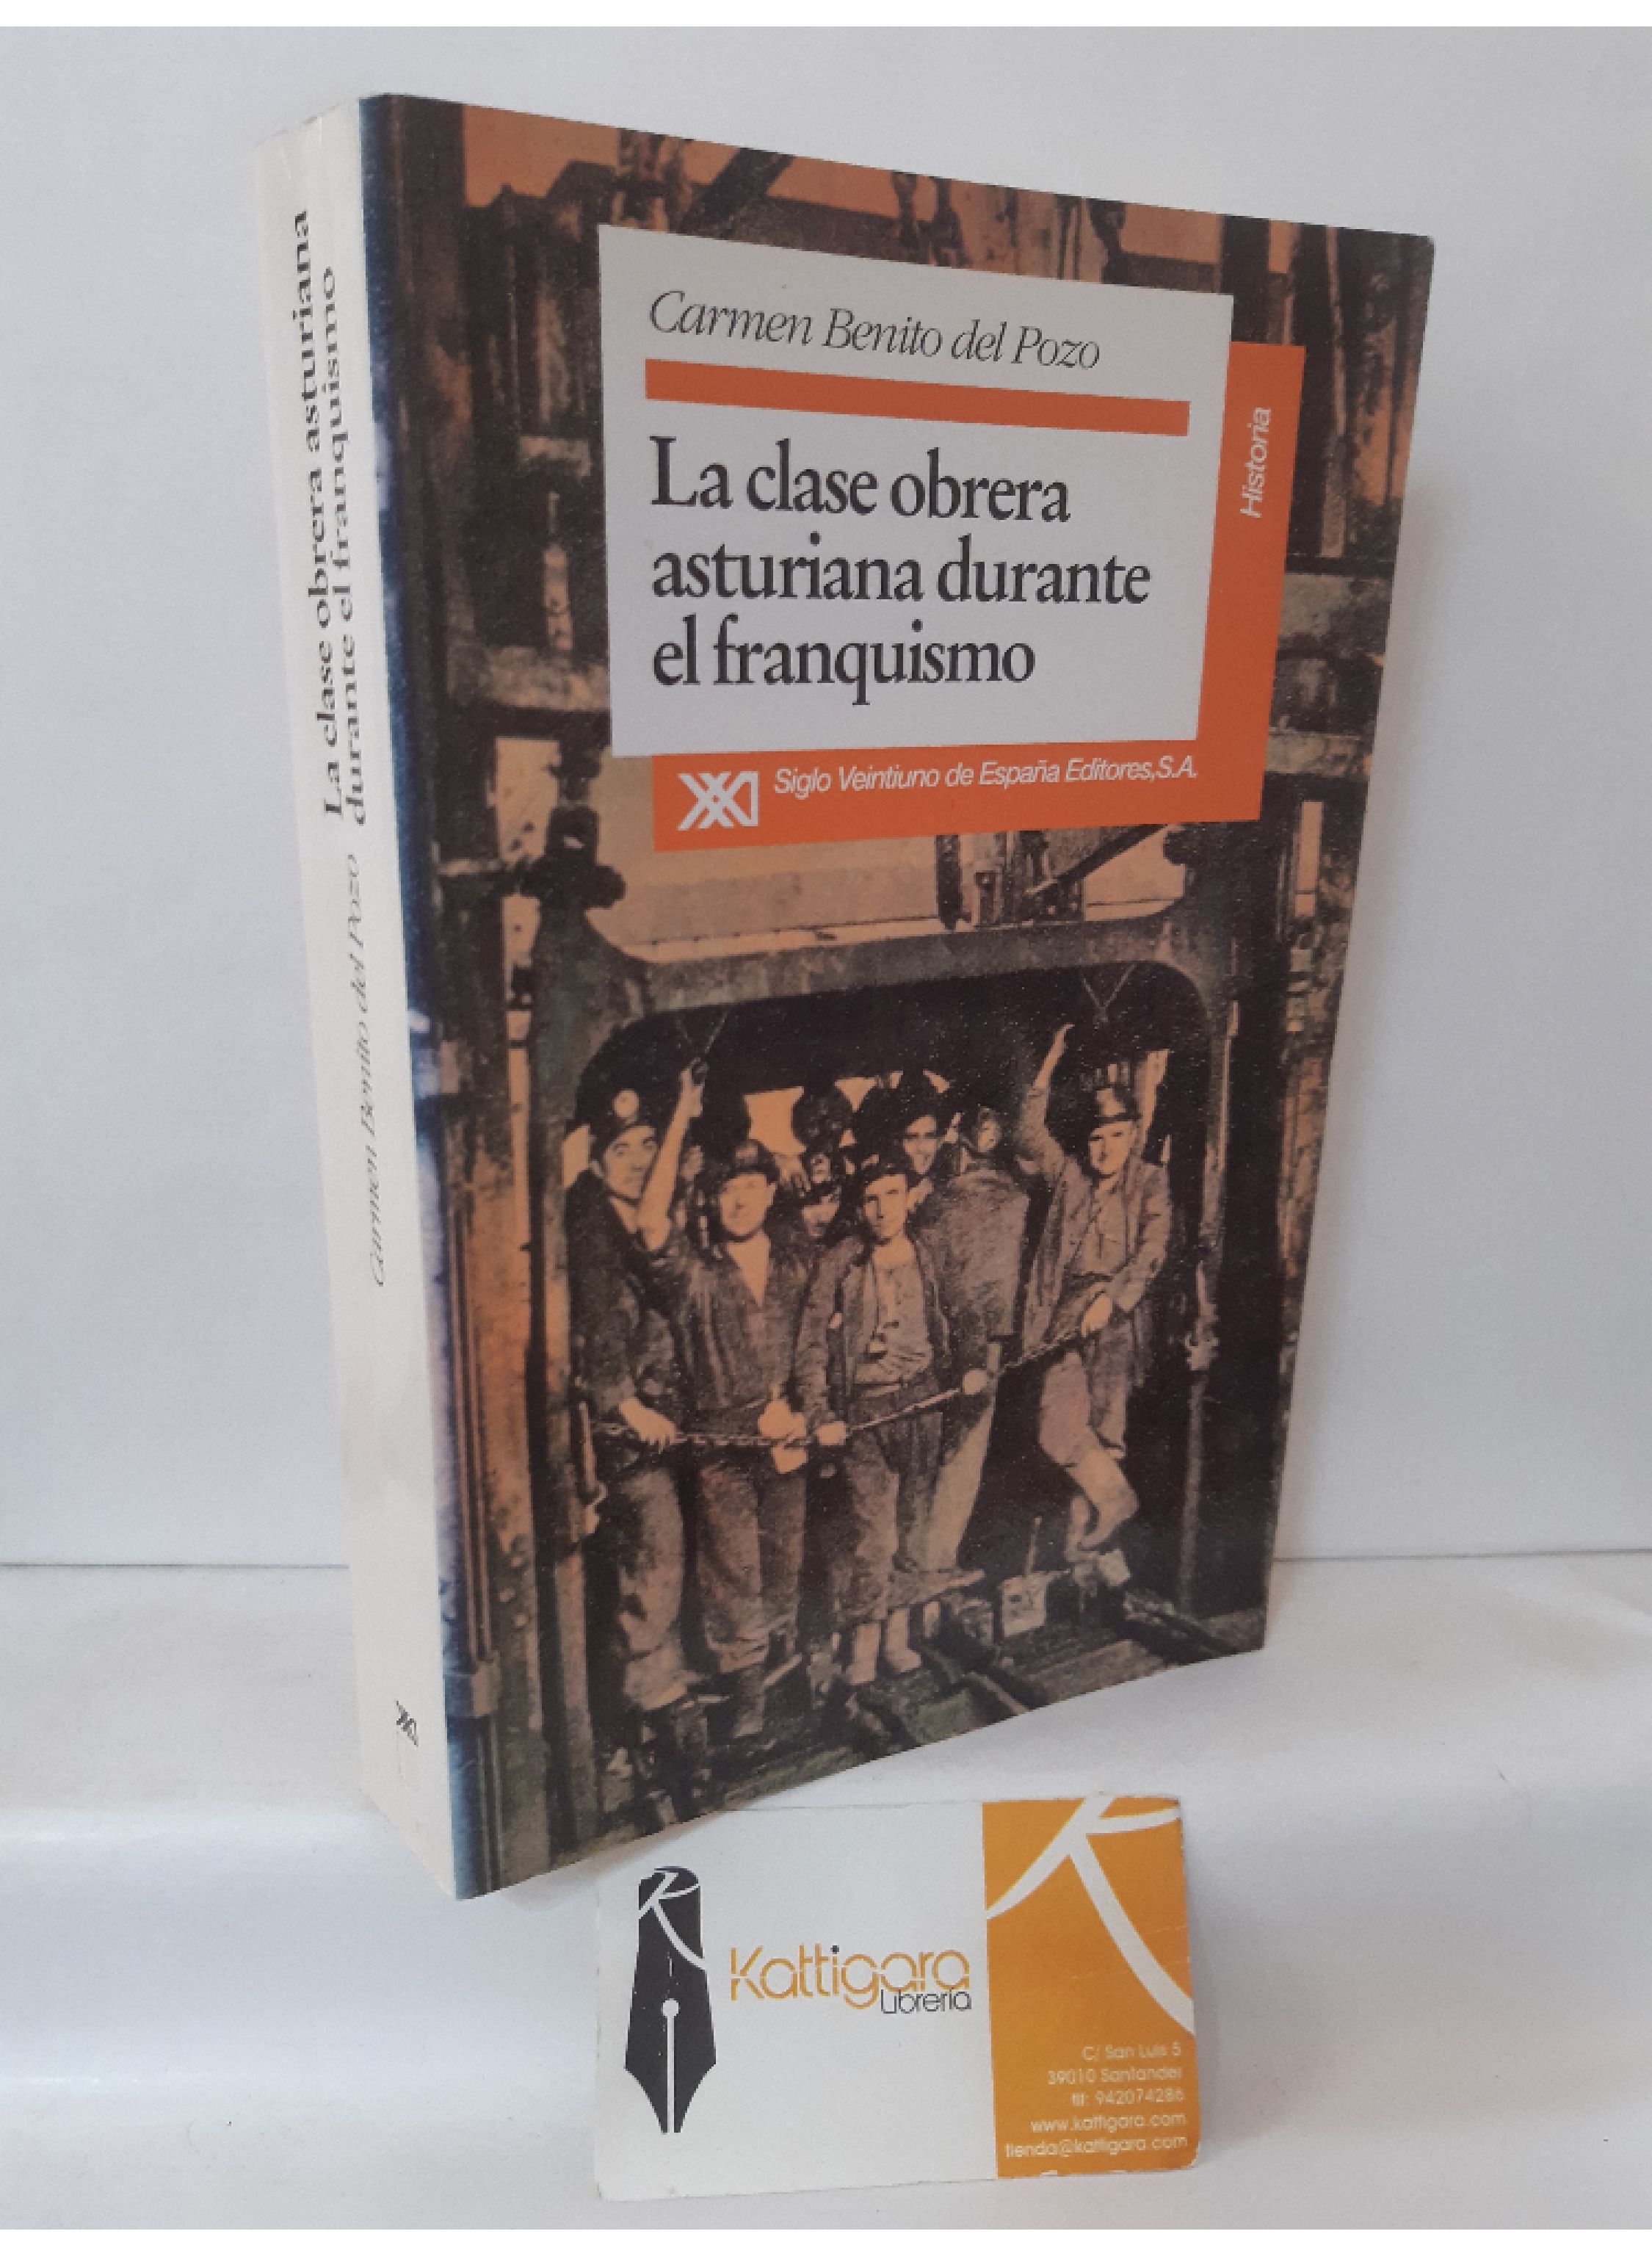 La clase obrera asturiana
durante el franquismo
Carmen Benito del Pozo
Carmen Benito del Pozo
La clase obrera
asturiana durante
el franquismo
Historia
Siglo Veintiuno de España Editores, S.A.
Kattigara
Librería
C/ San Luis 5
39010 Santander
tlf: 942074286
www.kattigara.com
tienda@kattigara.com